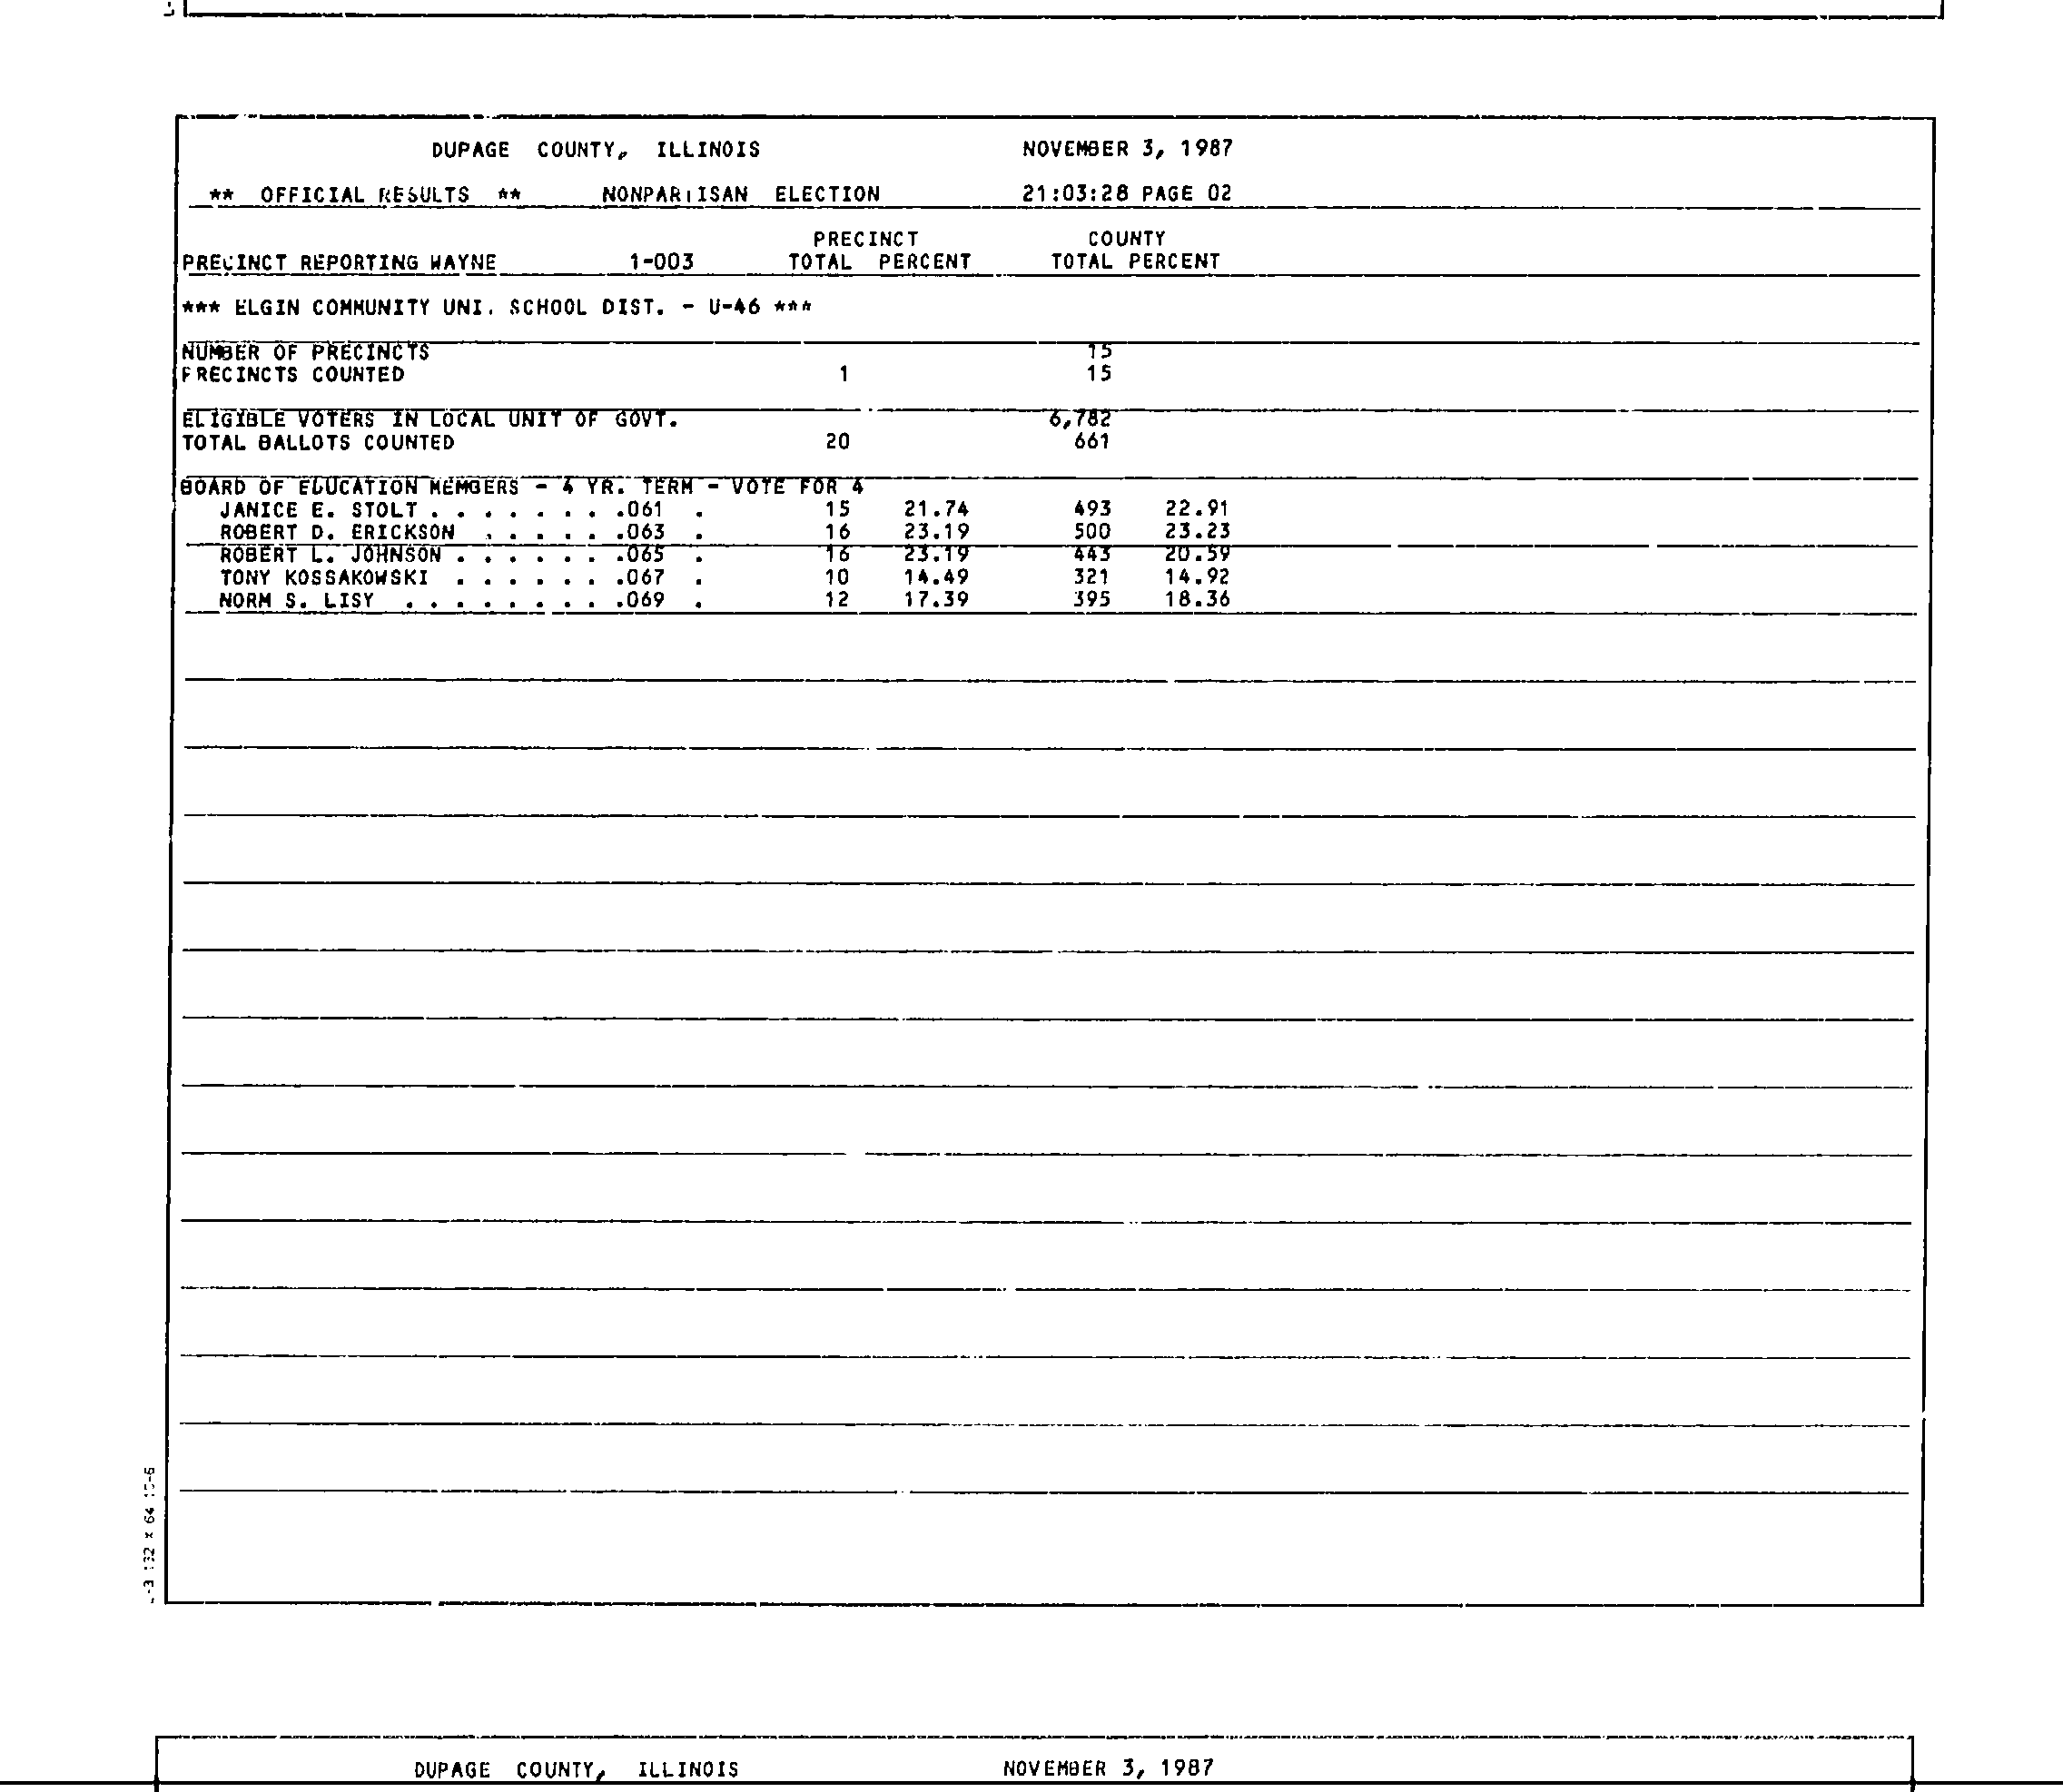 DUPAGE COUNTY, ILLINOIS NOVEMBER 3, 1987
** OFFICIAL RESULTS ** NONPARTISAN ELECTION 21:03:28 PAGE 02
PRECINCT COUNTY
PRECINCT REPORTING WAYNE 1-003 TOTAL PERCENT TOTAL PERCENT
*** ELGIN COMMUNITY UNI. SCHOOL DIST. - U-46 ***
NUMBER OF PRECINCTS 15
PRECINCTS COUNTED 1 15
ELIGIBLE VOTERS IN LOCAL UNIT OF GOVT. 6,782
TOTAL BALLOTS COUNTED 20 661
BOARD OF EDUCATION MEMBERS - 4 YR. TERM - VOTE FOR 4
JANICE E. STOLT . . . . . . . .061 . 15 21.74 493 22.91
ROBERT D. ERICKSON . . . . . .063 . 16 23.19 500 23.23
ROBERT L. JOHNSON . . . . . . .065 . 16 23.19 443 20.59
TONY KOSSAKOWSKI . . . . . . .067 . 10 14.49 321 14.92
NORM S. LISY . . . . . . . . .069 . 12 17.39 395 18.36
132 x 64
DUPAGE COUNTY, ILLINOIS NOVEMBER 3, 1987